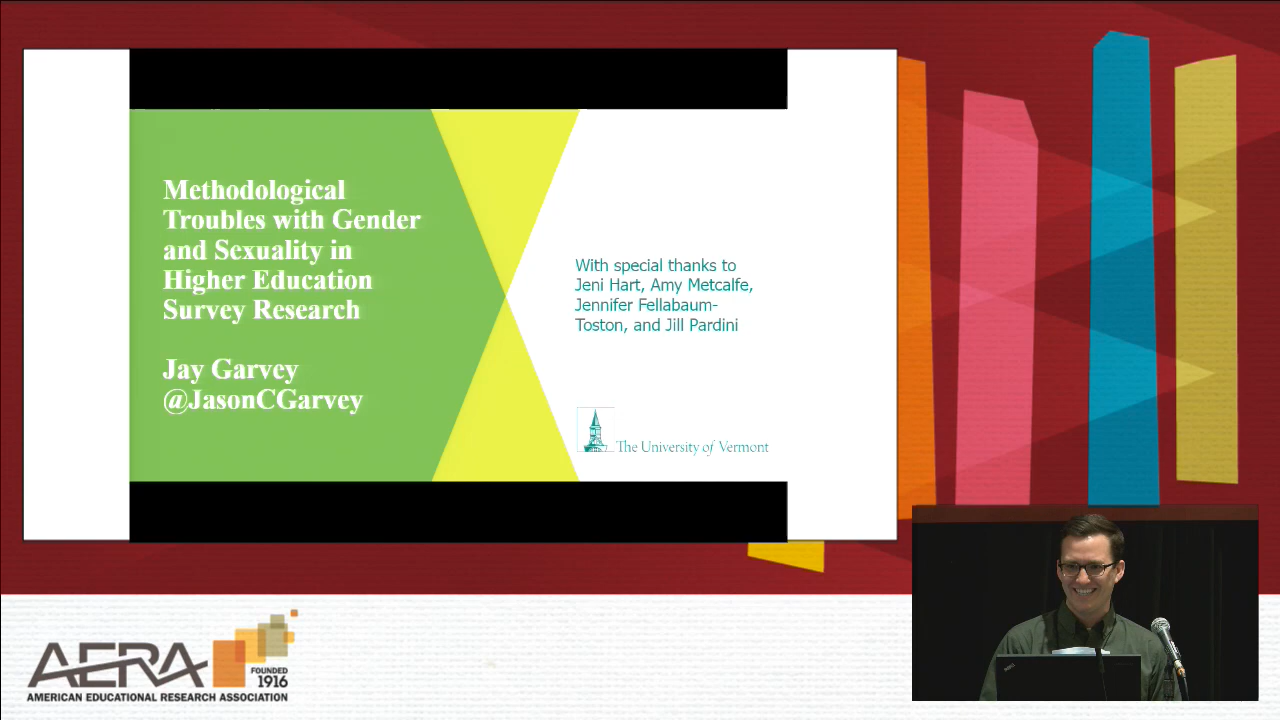 Methodological
Troubles with Gender
and Sexuality in
Higher Education
Survey Research
Jay Garvey
@JasonCGarvey
With special thanks to
Jeni Hart, Amy Metcalfe,
Jennifer Fellabaum-
Toston, and Jill Pardini
The University of Vermont
AERA
FOUNDED
1916
AMERICAN EDUCATIONAL RESEARCH ASSOCIATION